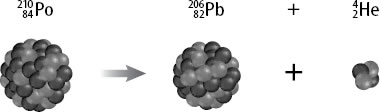 ²¹⁰₈₄Po ²⁰⁶₈₂Pb + ⁴₂He
+